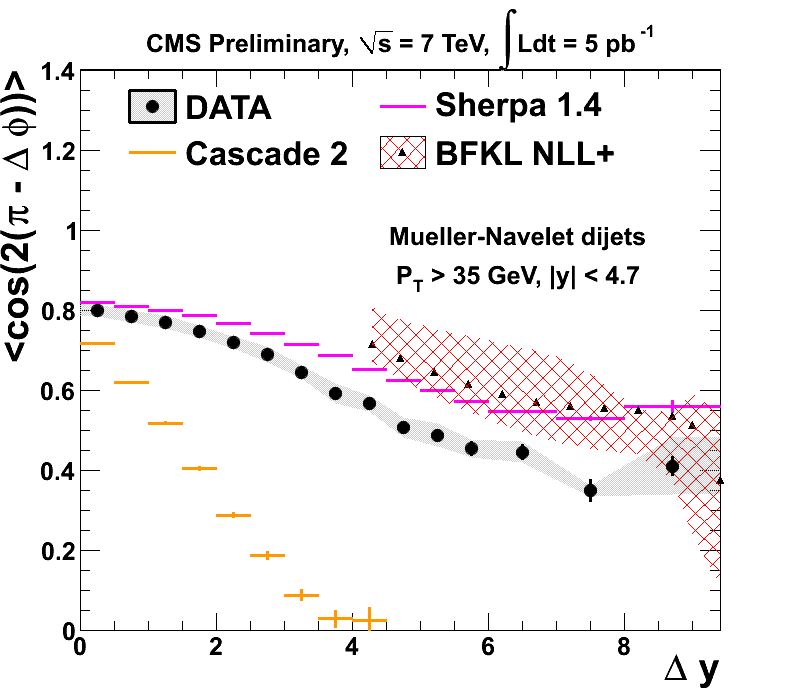 CMS Preliminary, √s = 7 TeV, ∫Ldt = 5 pb⁻¹
<cos(2(π - Δ ϕ))>
1.4
DATA
Sherpa 1.4
1.2
Cascade 2
BFKL NLL+
1
Mueller-Navelet dijets
P_T > 35 GeV, |y| < 4.7
0.8
0.6
0.4
0.2
0
0 2 4 6 8
Δ y